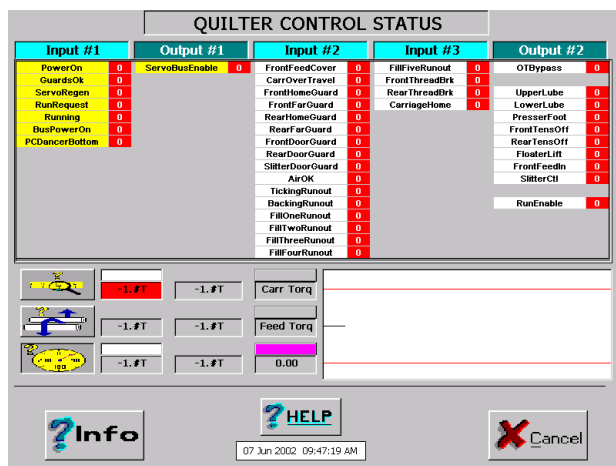 QUILTER CONTROL STATUS
Input #1 Output #1 Input #2 Input #3 Output #2
PowerOn 0 ServoBusEnable 0 FrontFeedCover 0 FillFiveRunout 0 OTBypass 0
GuardsOk 0 CarrOverTravel 0 FrontThreadBrk 0
ServoRegen 0 FrontHomeGuard 0 RearThreadBrk 0 UpperLube 0
RunRequest 0 FrontFarGuard 0 CarriageHome 0 LowerLube 0
Running 0 RearHomeGuard 0 PresserFoot 0
BusPowerOn 0 RearFarGuard 0 FrontTensOff 0
PCDancerBottom 0 FrontDoorGuard 0 RearTensOff 0
RearDoorGuard 0 FloaterLift 0
SlitterDoorGuard 0 FrontFeedIn 0
AirOK 0 SlitterCtl 0
TickingRunout 0
BackingRunout 0 RunEnable 0
FillOneRunout 0
FillTwoRunout 0
FillThreeRunout 0
FillFourRunout 0
-1.#T -1.#T Carr Torq
-1.#T -1.#T Feed Torq
-1.#T -1.#T 0.00
?Info
?HELP
07 Jun 2002 09:47:19 AM
Cancel